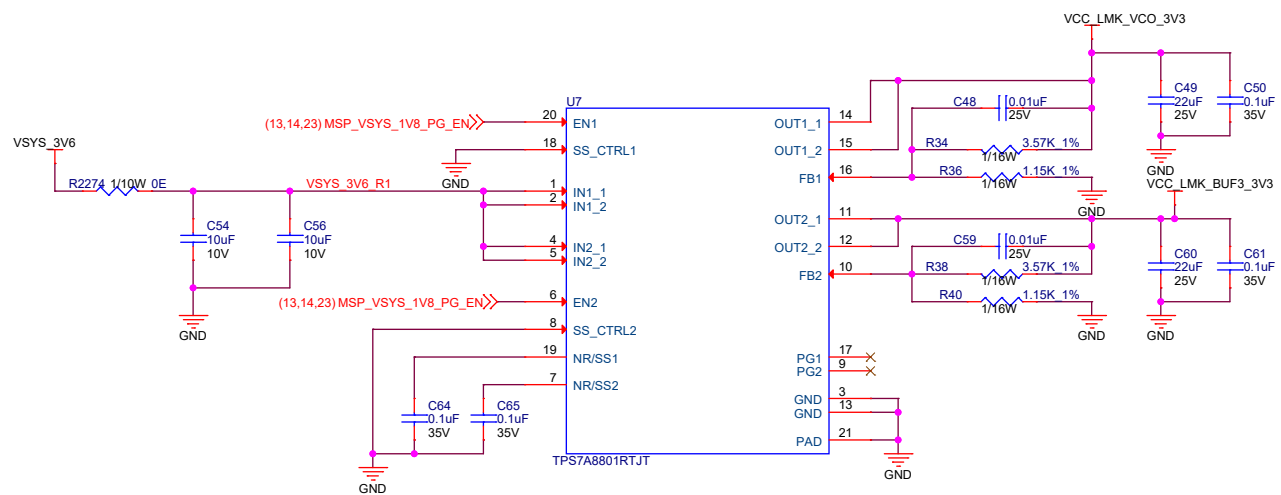 VCC_LMK_VCO_3V3
U7
(13,14,23) MSP_VSYS_1V8_PG_EN
20
EN1
18
SS_CTRL1
GND
VSYS_3V6
R2274 1/10W 0E
VSYS_3V6_R1
1
IN1_1
2
IN1_2
4
IN2_1
5
IN2_2
C54
10uF
10V
C56
10uF
10V
GND
(13,14,23) MSP_VSYS_1V8_PG_EN
6
EN2
8
SS_CTRL2
19
NR/SS1
7
NR/SS2
C64
0.1uF
35V
C65
0.1uF
35V
GND
TPS7A8801RTJT
OUT1_1
14
OUT1_2
15
FB1
16
OUT2_1
11
OUT2_2
12
FB2
10
PG1
17
PG2
9
GND
3
GND
13
PAD
21
GND
C48
0.01uF
25V
R34
3.57K_1%
1/16W
R36
1.15K_1%
1/16W
GND
C49
22uF
25V
C50
0.1uF
35V
GND
VCC_LMK_BUF3_3V3
C59
0.01uF
25V
R38
3.57K_1%
1/16W
R40
1.15K_1%
1/16W
GND
C60
22uF
25V
C61
0.1uF
35V
GND